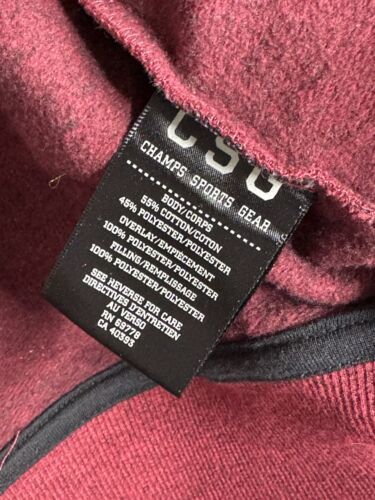 CSG
CHAMPS SPORTS GEAR
BODY/CORPS
55% COTTON/COTON
45% POLYESTER/POLYESTER
OVERLAY/EMPIECEMENT
100% POLYESTER/POLYESTER
FILLING/REMPLISSAGE
100% POLYESTER/POLYESTER
SEE REVERSE FOR CARE
DIRECTIVES D'ENTRETIEN
AU VERSO
RN 69778
CA 40393